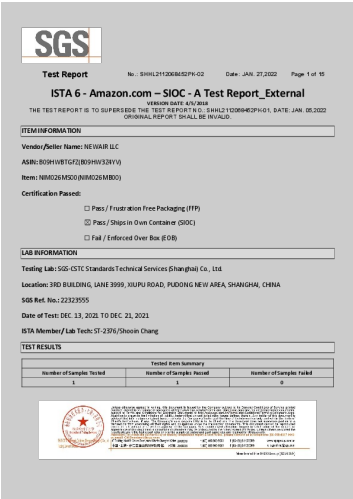 SGS
Test Report No.: SHHL2112068452PK-02 Date: JAN. 27,2022 Page 1 of 15
ISTA 6 - Amazon.com – SIOC - A Test Report_External
VERSION DATE: 4/5/2018
THE TEST REPORT IS TO SUPERSEDE THE TEST REPORT NO.: SHHL2112068452PK-01, DATE: JAN. 05,2022
ORIGINAL REPORT SHALL BE INVALID.
ITEM INFORMATION
Vendor/Seller Name: NEWAIR LLC
ASIN: B09HWBTGFZ(B09HW3Z4YV)
Item: NIM026MS00(NIM026MB00)
Certification Passed:
☐ Pass / Frustration Free Packaging (FFP)
☒ Pass / Ships in Own Container (SIOC)
☐ Fail / Enforced Over Box (EOB)
LAB INFORMATION
Testing Lab: SGS-CSTC Standards Technical Services (Shanghai) Co., Ltd.
Location: 3RD BUILDING, LANE 3999, XIUPU ROAD, PUDONG NEW AREA, SHANGHAI, CHINA
SGS Ref. No.: 22323555
Date of Test: DEC. 13, 2021 TO DEC. 21, 2021
ISTA Member/ Lab Tech: ST-2376/Shooin Chang
TEST RESULTS
Tested Item Summary
Number of Samples Tested Number of Samples Passed Number of Samples Failed
1 1 0